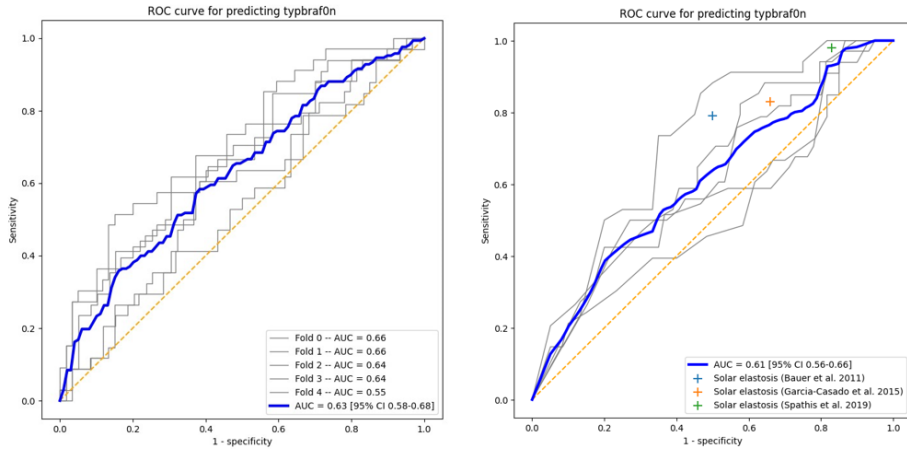 ROC curve for predicting typbraf0n
1.0
0.8
0.6
0.4
0.2
0.0
Sensitivity
0.0 0.2 0.4 0.6 0.8 1.0
1 - specificity
Fold 0 -- AUC = 0.66
Fold 1 -- AUC = 0.66
Fold 2 -- AUC = 0.64
Fold 3 -- AUC = 0.64
Fold 4 -- AUC = 0.55
AUC = 0.63 [95% CI 0.58-0.68]
ROC curve for predicting typbraf0n
1.0
0.8
0.6
0.4
0.2
0.0
Sensitivity
0.0 0.2 0.4 0.6 0.8 1.0
1 - specificity
AUC = 0.61 [95% CI 0.56-0.66]
Solar elastosis (Bauer et al. 2011)
Solar elastosis (Garcia-Casado et al. 2015)
Solar elastosis (Spathis et al. 2019)